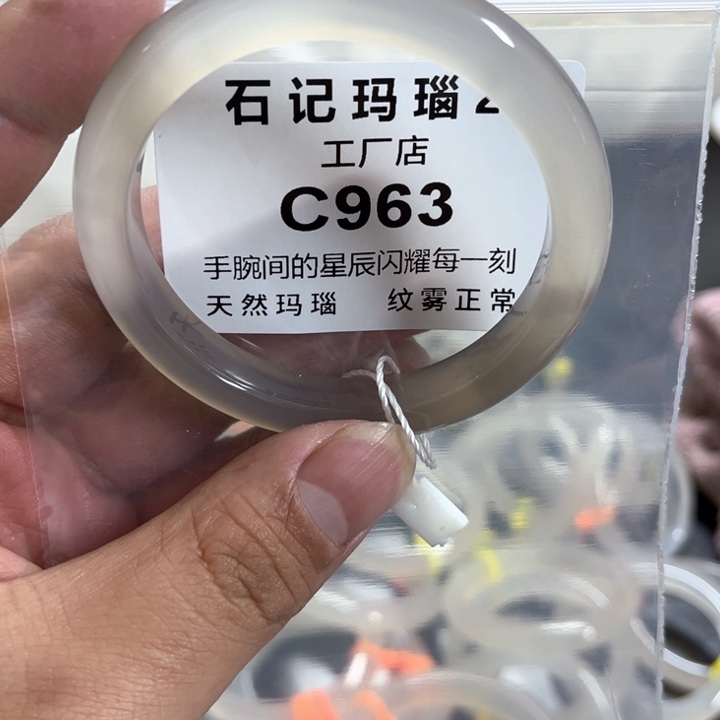 石记玛瑙
工厂店
C963
手腕间的星辰闪耀每一刻
天然玛瑙 纹雾正常